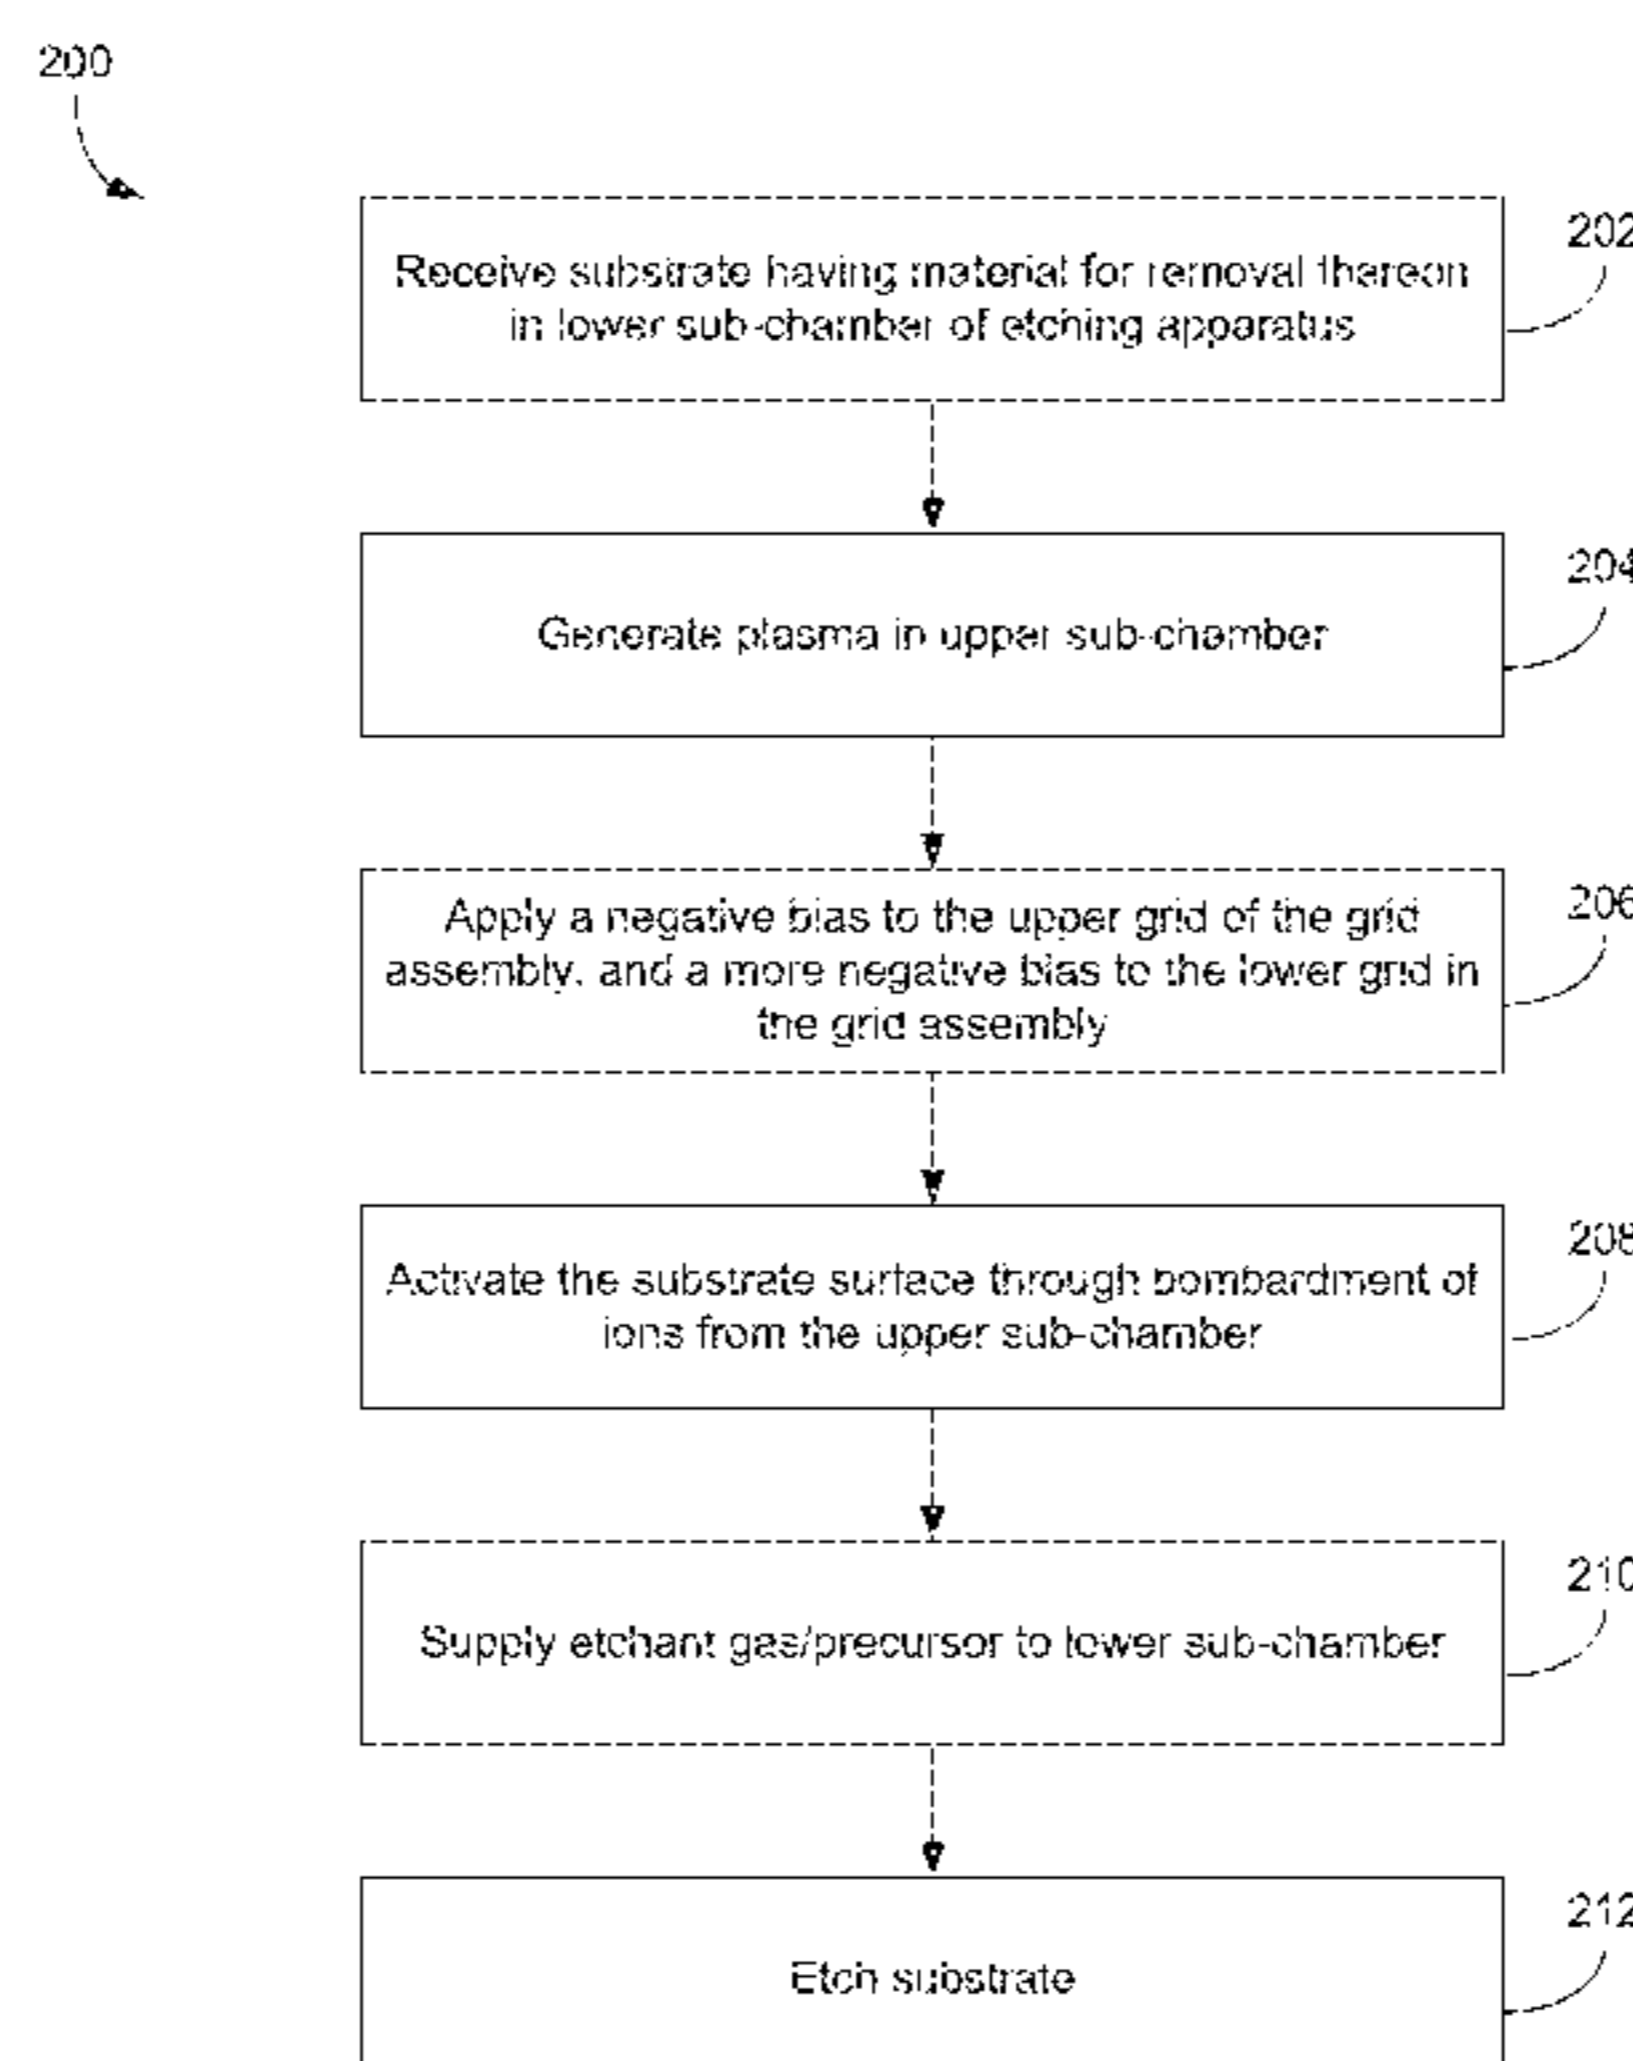 200
202
Receive substrate having material for removal thereon
in lower sub-chamber of etching apparatus
204
Generate plasma in upper sub-chamber
206
Apply a negative bias to the upper grid of the grid
assembly, and a more negative bias to the lower grid in
the grid assembly
208
Activate the substrate surface through bombardment of
ions from the upper sub-chamber
210
Supply etchant gas/precursor to lower sub-chamber
212
Etch substrate